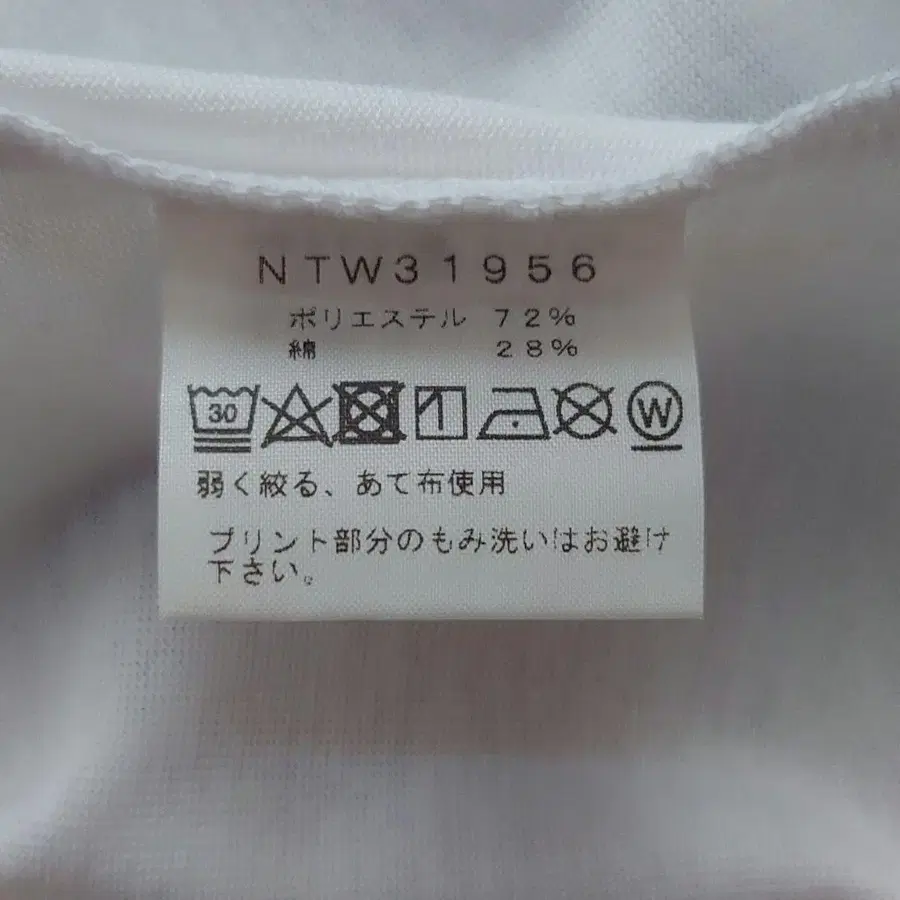 NTW31956
ポリエステル 72%
綿 28%
30 W
弱く絞る、あて布使用
プリント部分のもみ洗いはお避け
下さい。